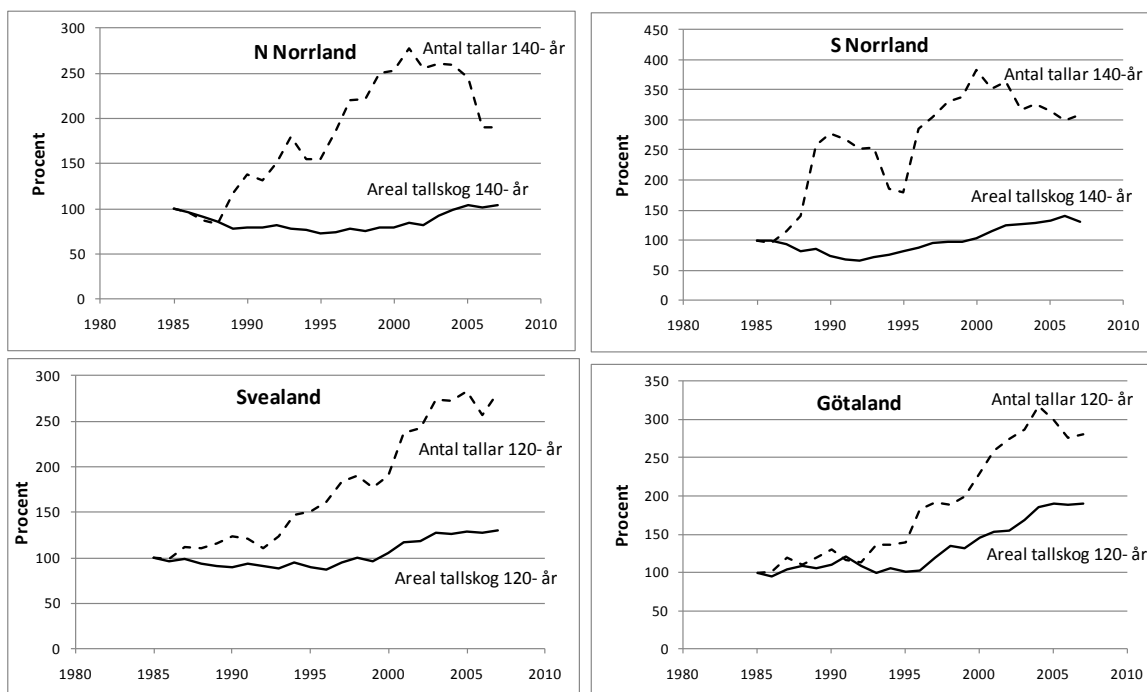 N Norrland
Antal tallar 140- år
Areal tallskog 140- år
Procent
300
250
200
150
100
50
0
1980 1985 1990 1995 2000 2005 2010
S Norrland
Antal tallar 140- år
Areal tallskog 140- år
Procent
450
400
350
300
250
200
150
100
50
0
1980 1985 1990 1995 2000 2005 2010
Svealand
Antal tallar 120- år
Areal tallskog 120- år
Procent
300
250
200
150
100
50
0
1980 1985 1990 1995 2000 2005 2010
Götaland
Antal tallar 120- år
Areal tallskog 120- år
Procent
350
300
250
200
150
100
50
0
1980 1985 1990 1995 2000 2005 2010